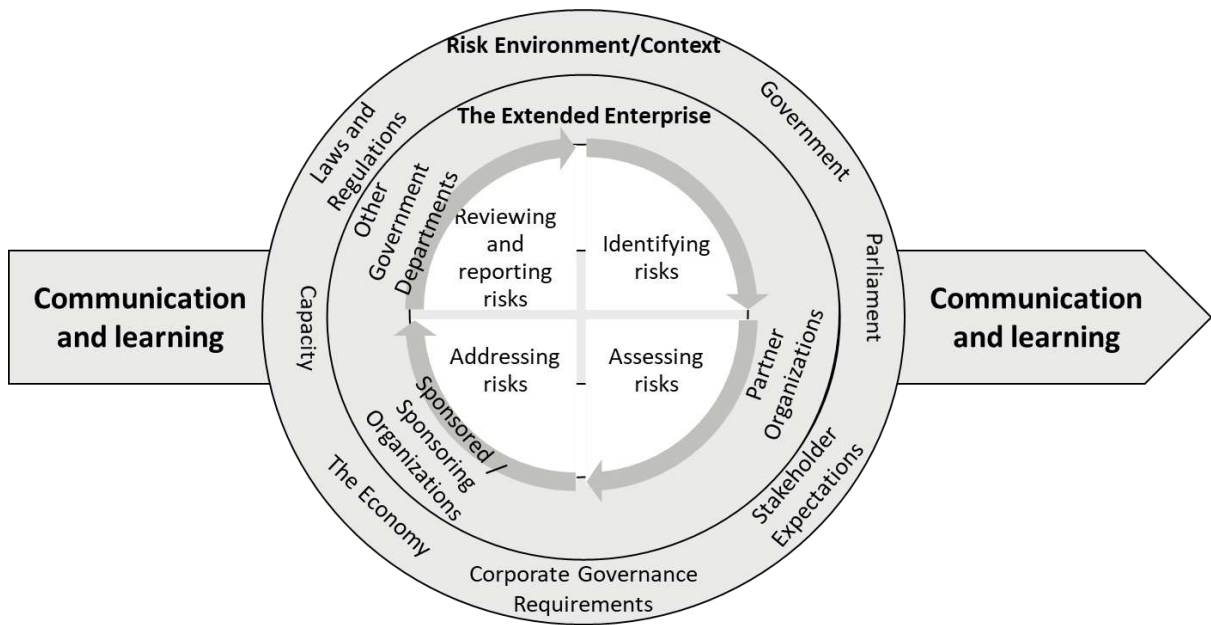 Risk Environment/Context
The Extended Enterprise
Government
Laws and
Regulations
Other
Government
Departments
Reviewing
and
reporting
risks
Identifying
risks
Parliament
Communication
and learning
Capacity
Communication
and learning
Addressing
risks
Assessing
risks
Partner
Organizations
Sponsored /
Sponsoring
Organizations
The Economy
Stakeholder
Expectations
Corporate Governance
Requirements